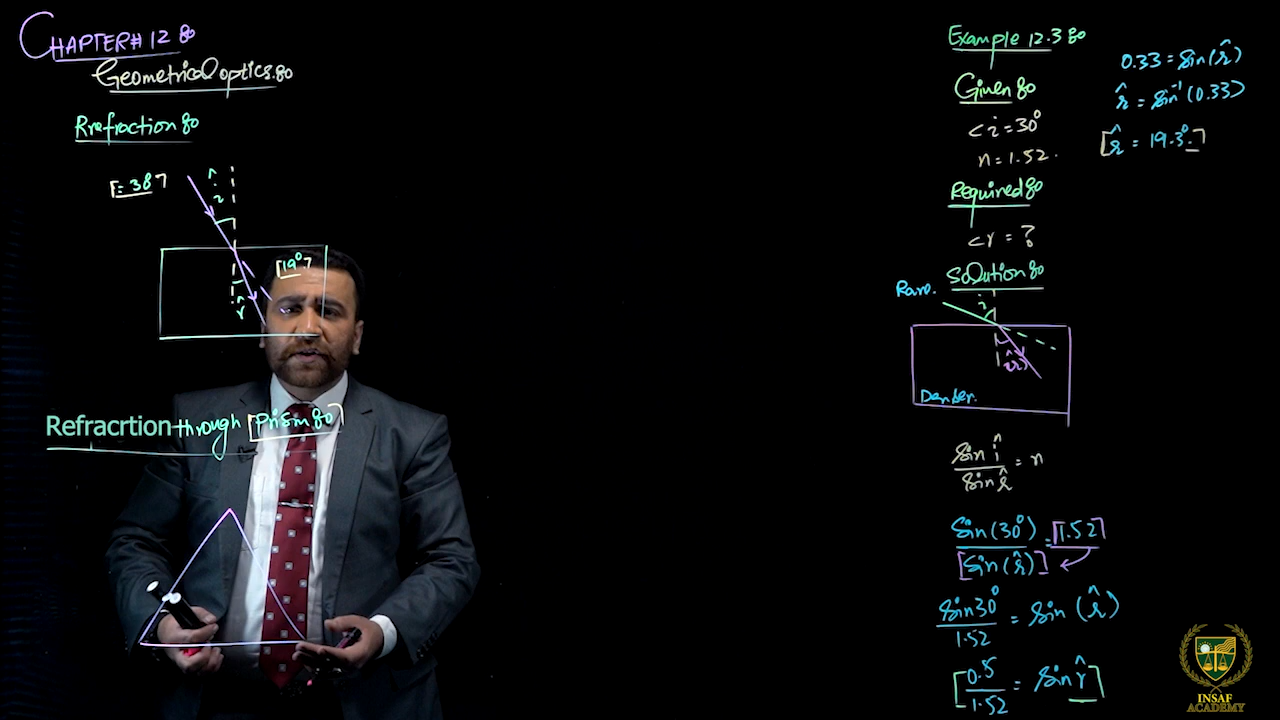 CHAPTER# 12 ⁚
Geometrical optics.⁚
Rrefraction ⁚
î
[= 38°]
[19°]
r̂
Refracrtion through [Prism ⁚]
Example 12.3 ⁚
Given ⁚
<i = 30°
n = 1.52.
Required ⁚
<r = ?
Solution ⁚
Rare.
î
Denser.
sin î / sin r̂ = n
Sin(30°) / [Sin(r̂)] = [1.52]
Sin30° / 1.52 = Sin (r̂)
[0.5 / 1.52 = Sin r̂]
0.33 = Sin(r̂)
r̂ = Sin⁻¹(0.33)
[r̂ = 19.3°.]
INSAF
ACADEMY